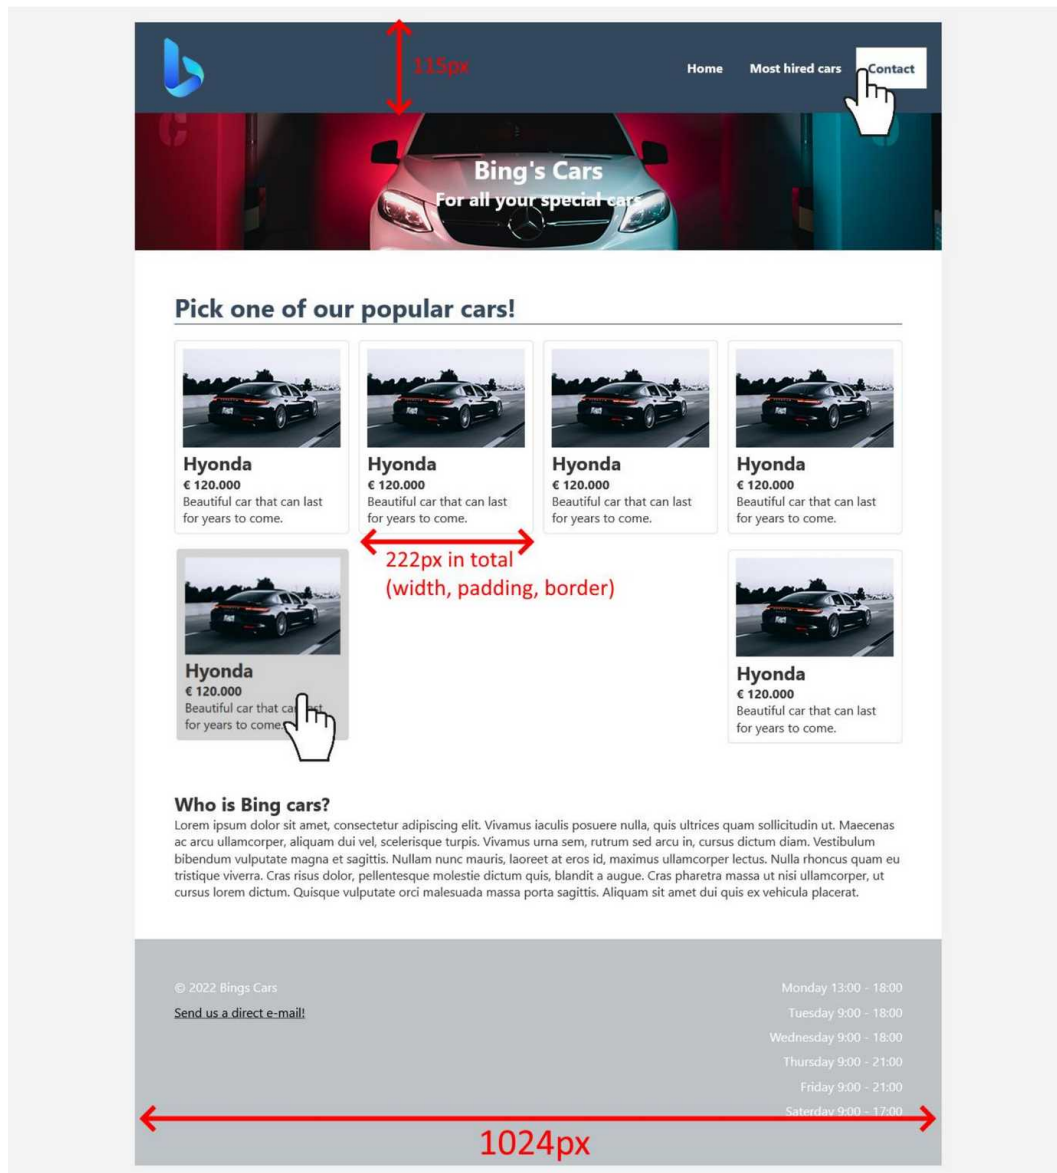 115px
Home Most hired cars Contact
Bing's Cars
For all your special cars
Pick one of our popular cars!
Hyonda
€ 120.000
Beautiful car that can last
for years to come.
Hyonda
€ 120.000
Beautiful car that can last
for years to come.
Hyonda
€ 120.000
Beautiful car that can last
for years to come.
Hyonda
€ 120.000
Beautiful car that can last
for years to come.
222px in total
(width, padding, border)
Hyonda
€ 120.000
Beautiful car that can last
for years to come.
Hyonda
€ 120.000
Beautiful car that can last
for years to come.
Who is Bing cars?
Lorem ipsum dolor sit amet, consectetur adipiscing elit. Vivamus iaculis posuere nulla, quis ultrices quam sollicitudin ut. Maecenas
ac arcu ullamcorper, aliquam dui vel, scelerisque turpis. Vivamus urna sem, rutrum sed arcu in, cursus dictum diam. Vestibulum
bibendum vulputate magna et sagittis. Nullam nunc mauris, laoreet at eros id, maximus ullamcorper lectus. Nulla rhoncus quam eu
tristique viverra. Cras risus dolor, pellentesque molestie dictum quis, blandit a augue. Cras pharetra massa ut nisi ullamcorper, ut
cursus lorem dictum. Quisque vulputate orci malesuada massa porta sagittis. Aliquam sit amet dui quis ex vehicula placerat.
© 2022 Bings Cars
Send us a direct e-mail!
Monday 13:00 - 18:00
Tuesday 9:00 - 18:00
Wednesday 9:00 - 18:00
Thursday 9:00 - 21:00
Friday 9:00 - 21:00
Saterday 9:00 - 17:00
1024px